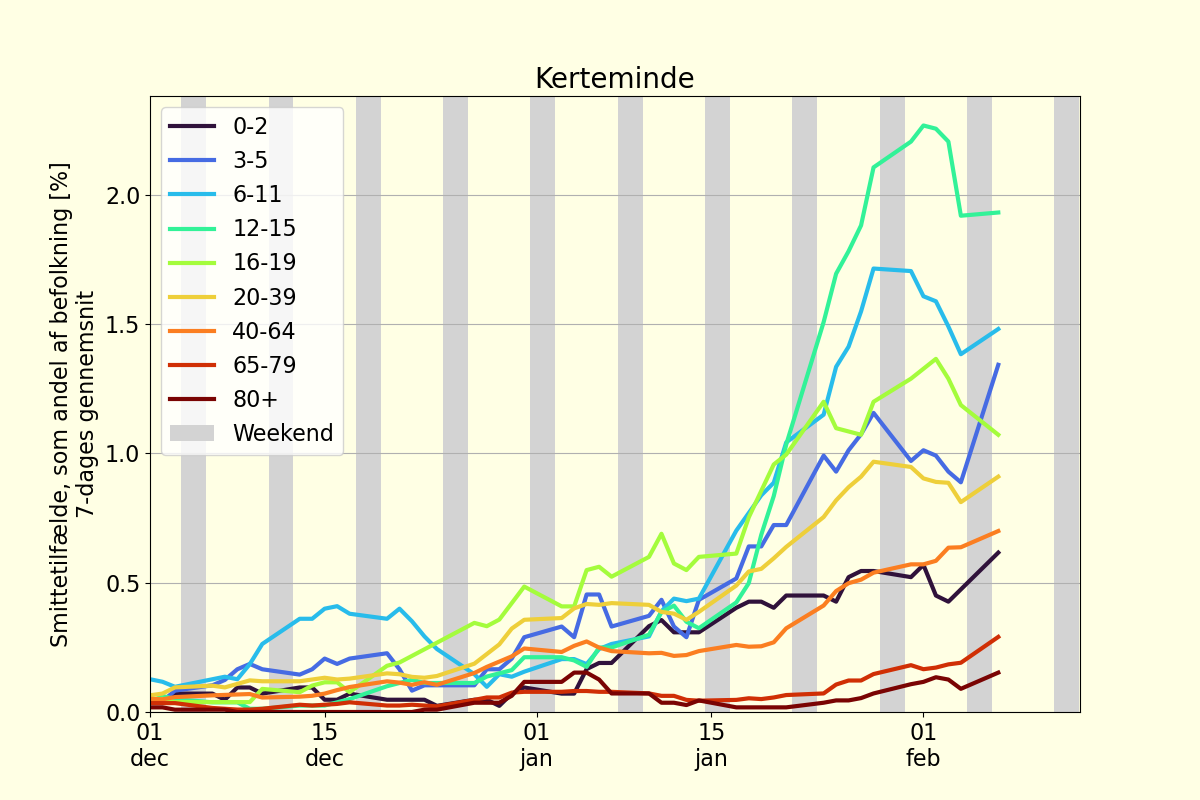 Kerteminde
Smittetilfælde, som andel af befolkning [%]
7-dages gennemsnit
2.0
1.5
1.0
0.5
0.0
0-2
3-5
6-11
12-15
16-19
20-39
40-64
65-79
80+
Weekend
01 15 01 15 01
dec dec jan jan feb